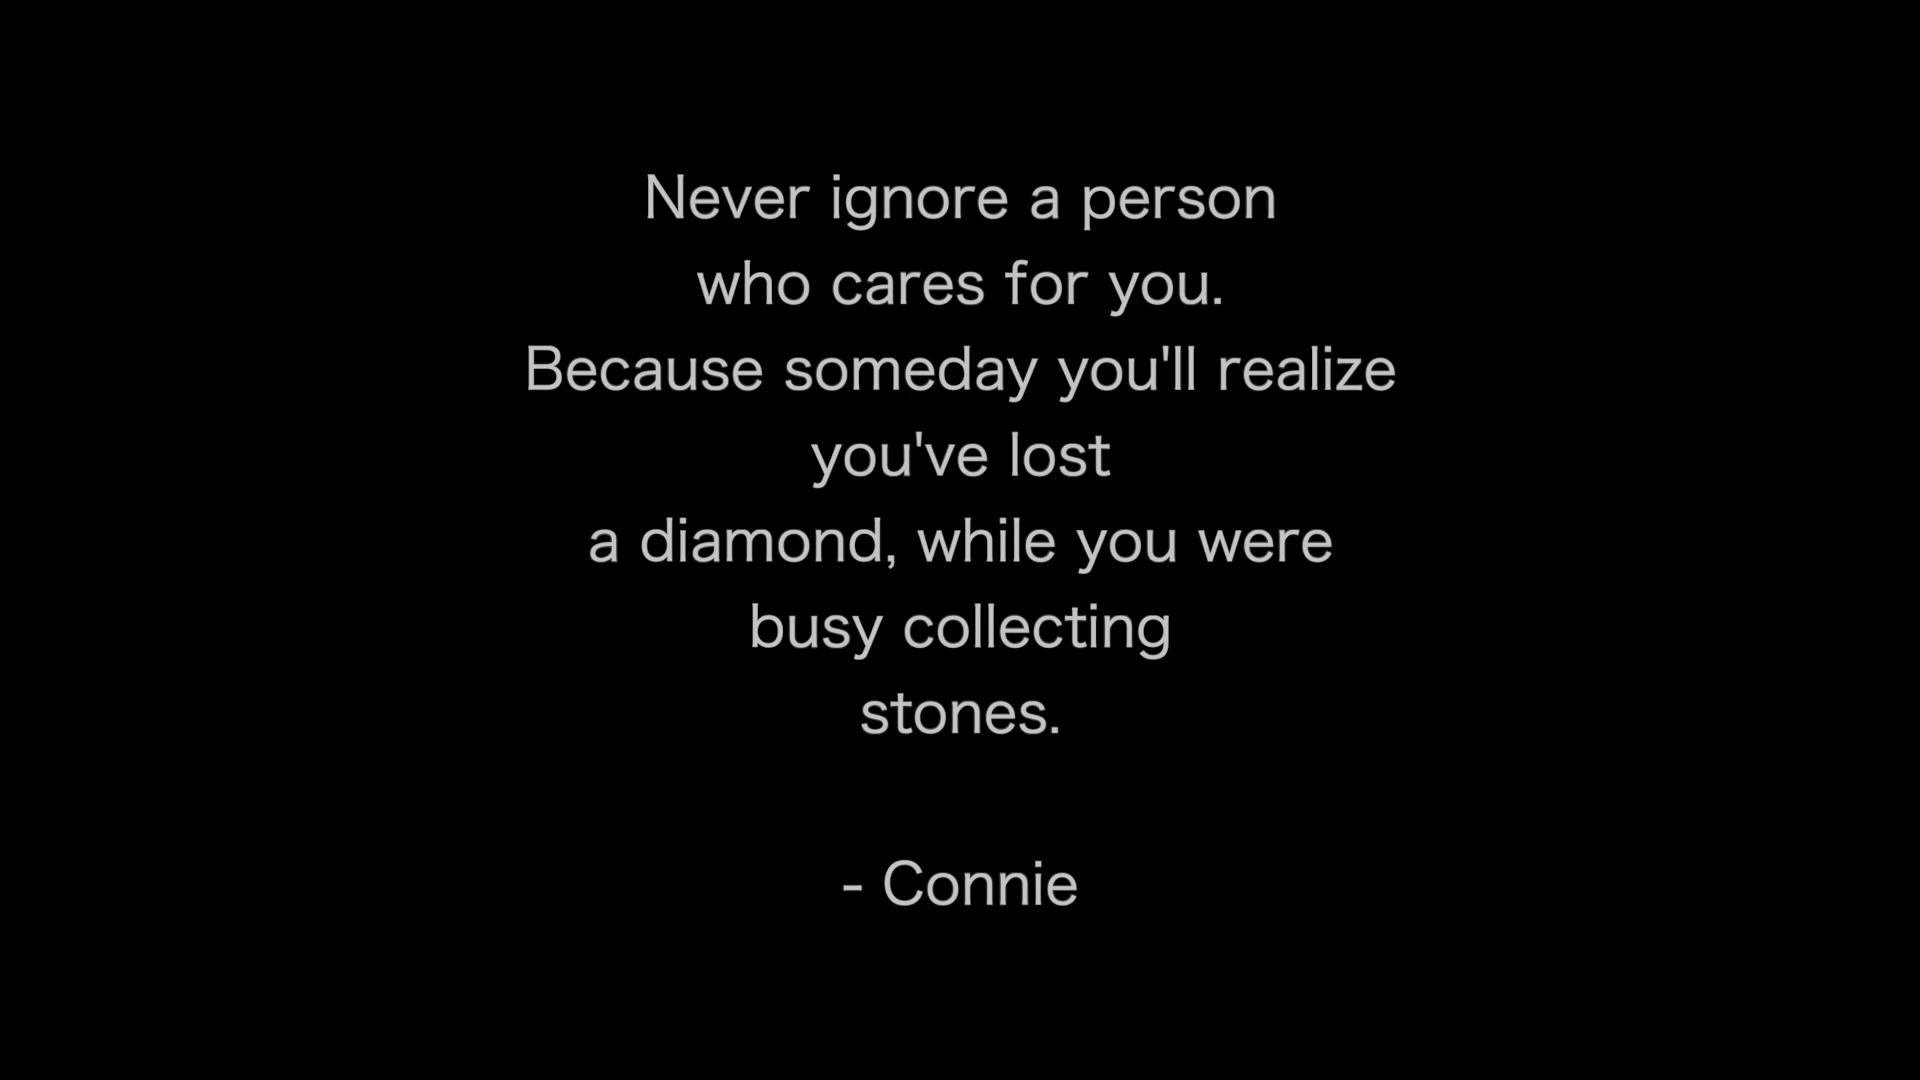 Never ignore a person
who cares for you.
Because someday you'll realize
you've lost
a diamond, while you were
busy collecting
stones.
- Connie